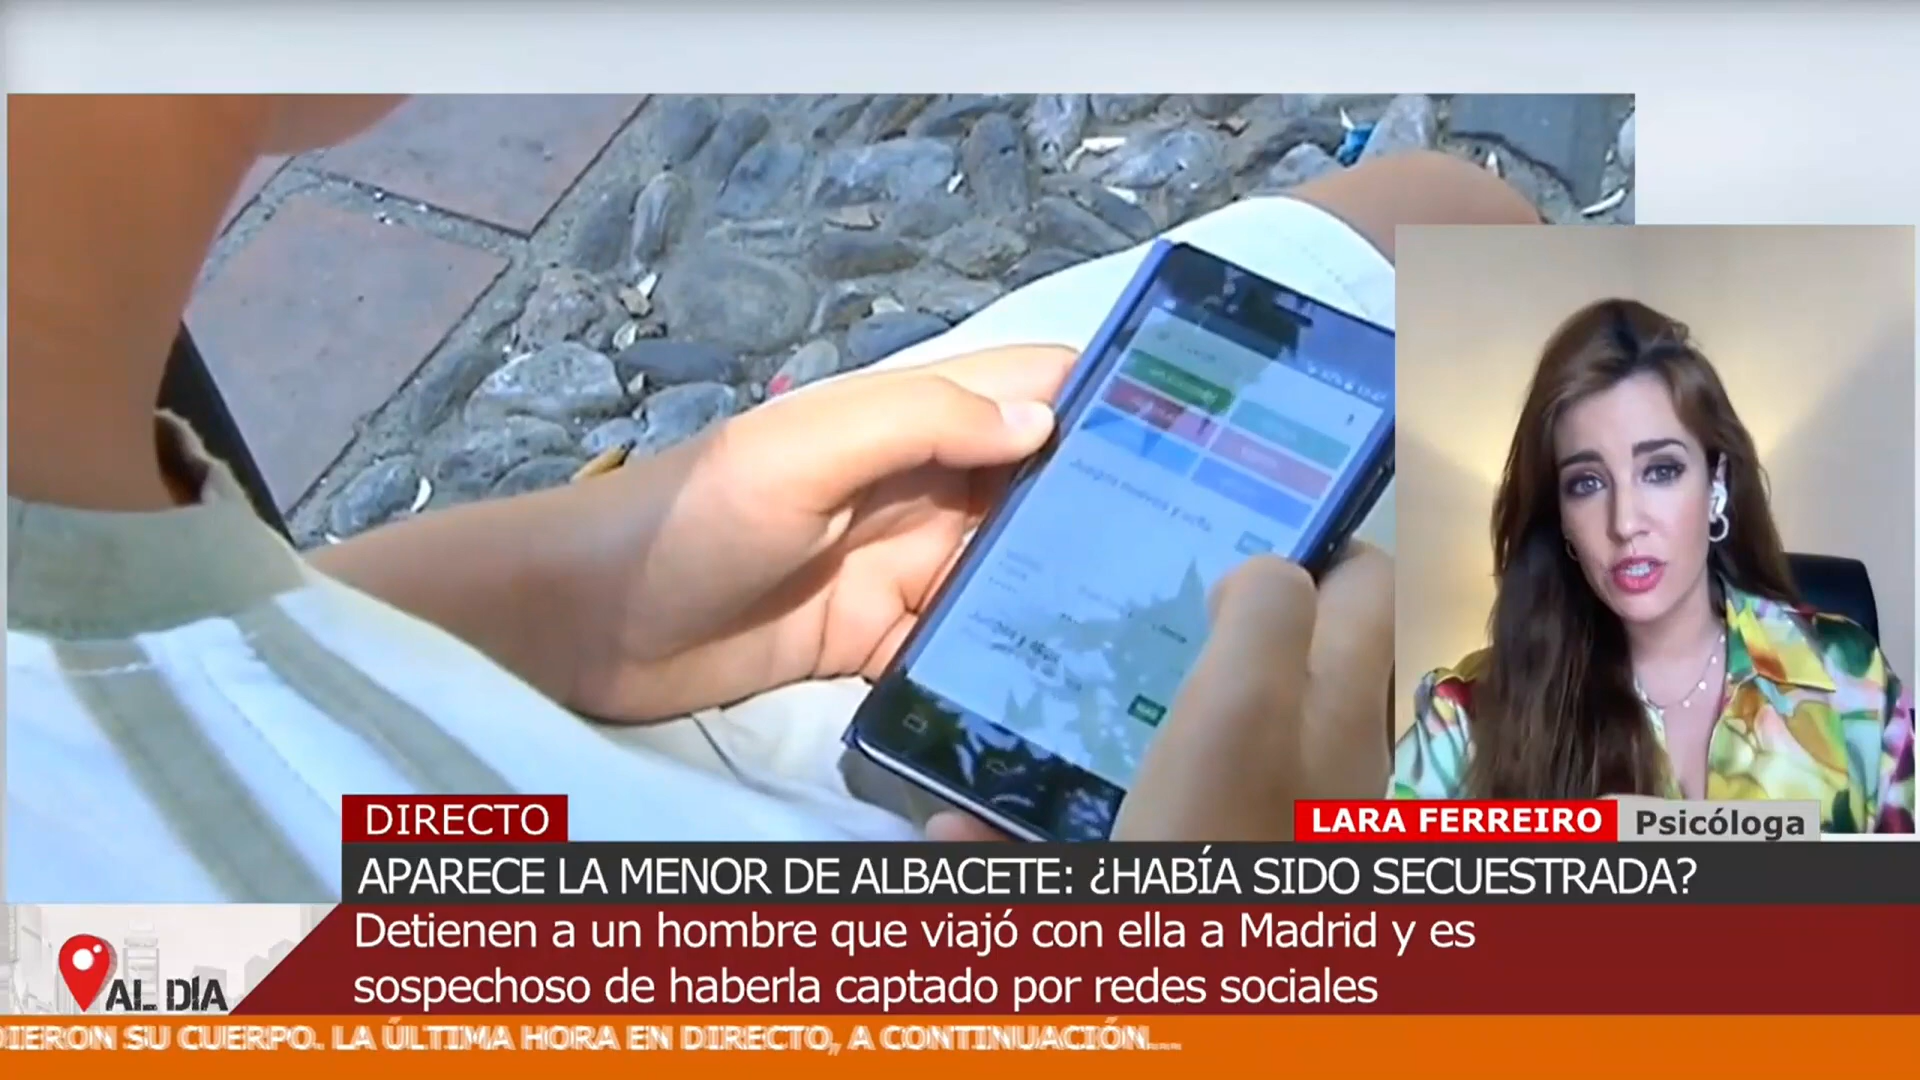 DIRECTO
LARA FERREIRO Psicóloga
APARECE LA MENOR DE ALBACETE: ¿HABÍA SIDO SECUESTRADA?
Detienen a un hombre que viajó con ella a Madrid y es
sospechoso de haberla captado por redes sociales
AL DÍA
DIERON SU CUERPO. LA ÚLTIMA HORA EN DIRECTO, A CONTINUACIÓN...